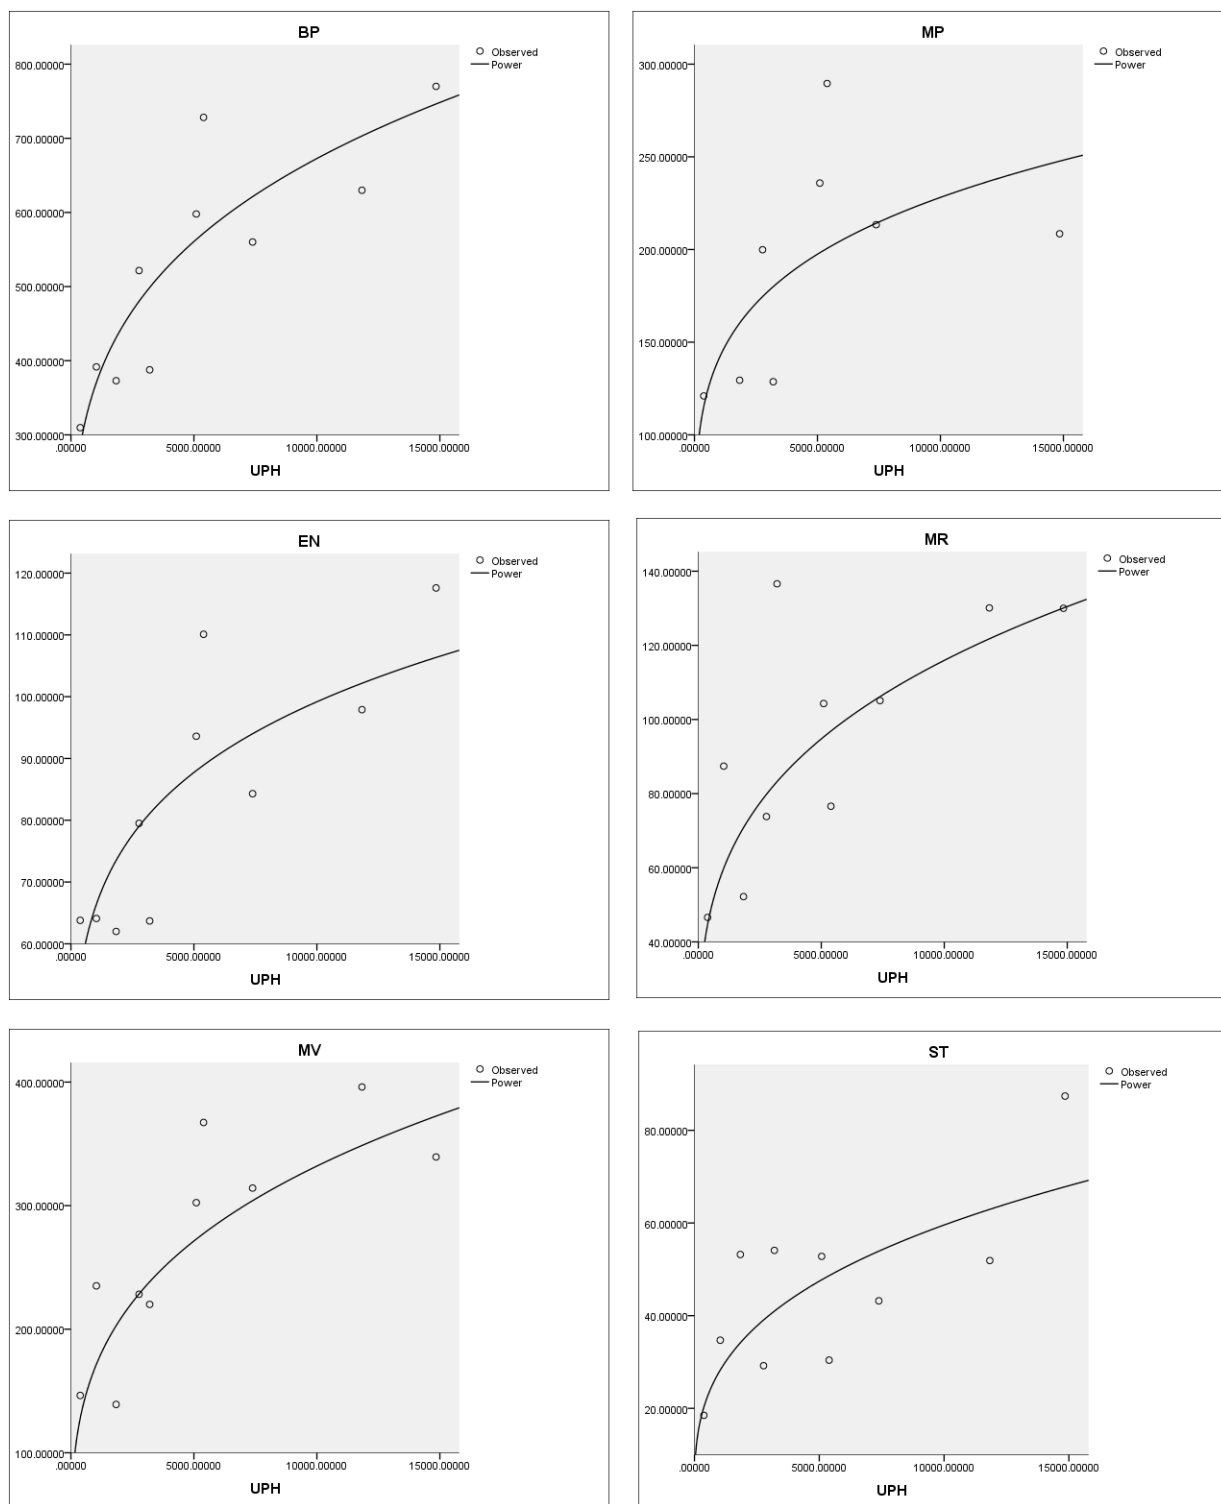 BP
Observed
Power
800.00000
700.00000
600.00000
500.00000
400.00000
300.00000
.00000 5000.00000 10000.00000 15000.00000
UPH
MP
Observed
Power
300.00000
250.00000
200.00000
150.00000
100.00000
.00000 5000.00000 10000.00000 15000.00000
UPH
EN
Observed
Power
120.00000
110.00000
100.00000
90.00000
80.00000
70.00000
60.00000
.00000 5000.00000 10000.00000 15000.00000
UPH
MR
Observed
Power
140.00000
120.00000
100.00000
80.00000
60.00000
40.00000
.00000 5000.00000 10000.00000 15000.00000
UPH
MV
Observed
Power
400.00000
300.00000
200.00000
100.00000
.00000 5000.00000 10000.00000 15000.00000
UPH
ST
Observed
Power
80.00000
60.00000
40.00000
20.00000
.00000 5000.00000 10000.00000 15000.00000
UPH